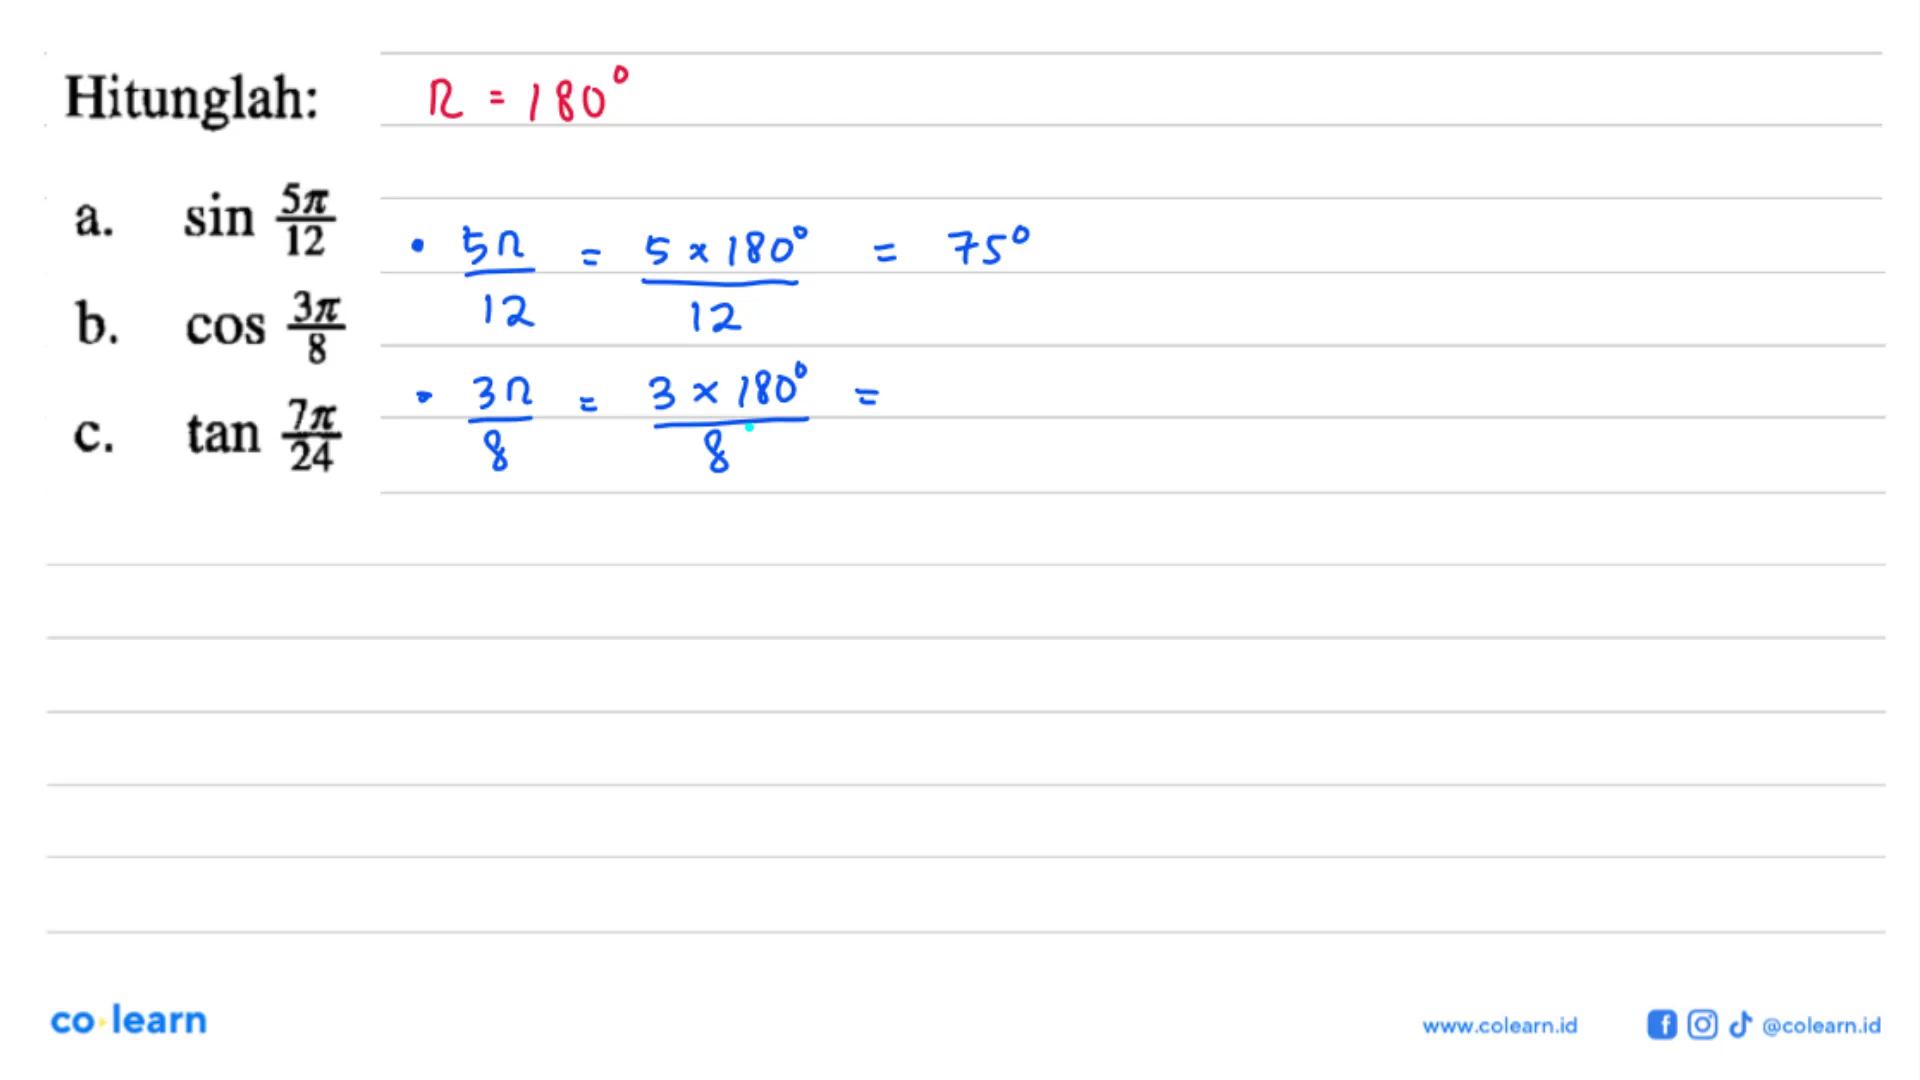 Hitunglah: π = 180°
a. sin 5π/12
• 5π/12 = 5 × 180°/12 = 75°
b. cos 3π/8
• 3π/8 = 3 × 180°/8 =
c. tan 7π/24
co learn
www.colearn.id @colearn.id